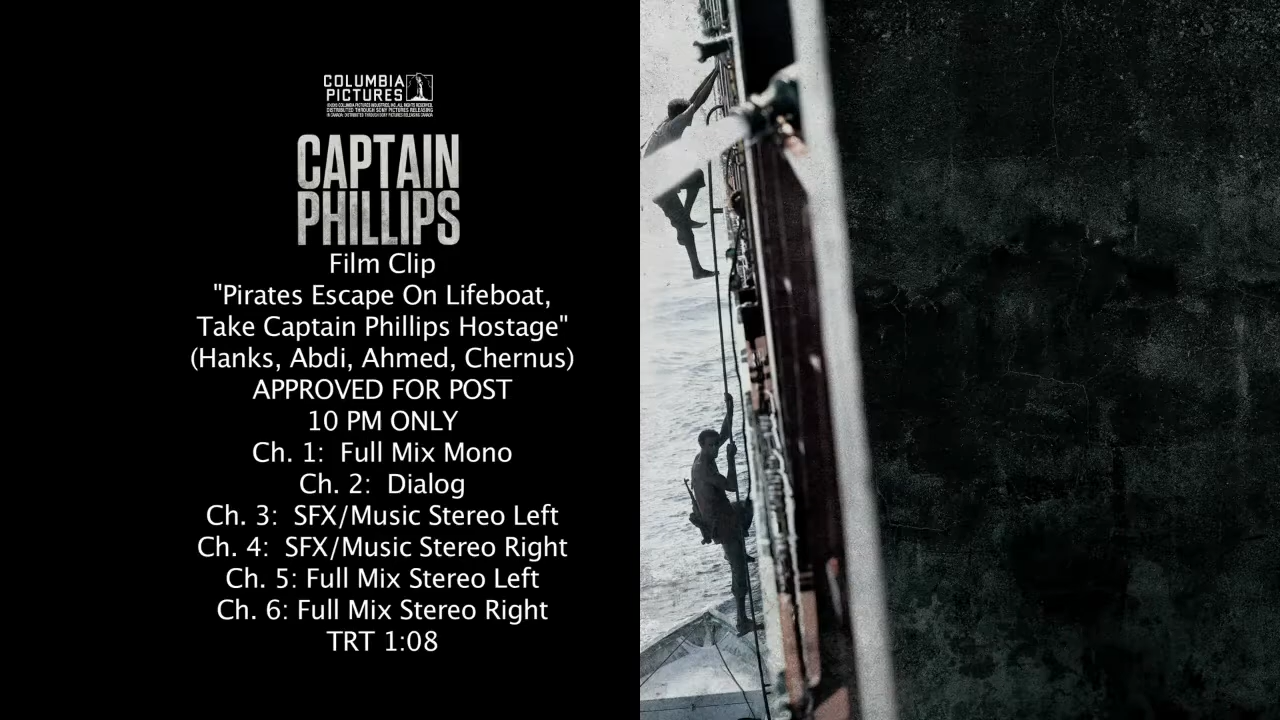 COLUMBIA
PICTURES
CAPTAIN
PHILLIPS
Film Clip
"Pirates Escape On Lifeboat,
Take Captain Phillips Hostage"
(Hanks, Abdi, Ahmed, Chernus)
APPROVED FOR POST
10 PM ONLY
Ch. 1:  Full Mix Mono
Ch. 2:  Dialog
Ch. 3:  SFX/Music Stereo Left
Ch. 4:  SFX/Music Stereo Right
Ch. 5: Full Mix Stereo Left
Ch. 6: Full Mix Stereo Right
TRT 1:08